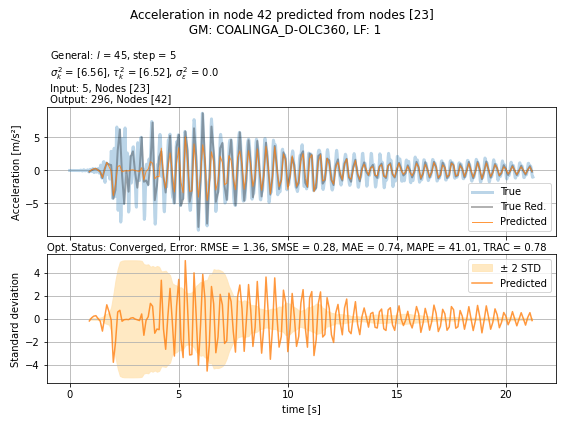 Acceleration in node 42 predicted from nodes [23]
GM: COALINGA_D-OLC360, LF: 1
General: l = 45, step = 5
σ²ₖ = [6.56], τ²ₖ = [6.52], σ²ε = 0.0
Input: 5, Nodes [23]
Output: 296, Nodes [42]
Acceleration [m/s²]
5
0
−5
True
True Red.
Predicted
Opt. Status: Converged, Error: RMSE = 1.36, SMSE = 0.28, MAE = 0.74, MAPE = 41.01, TRAC = 0.78
Standard deviation
4
2
0
−2
−4
± 2 STD
Predicted
0 5 10 15 20
time [s]